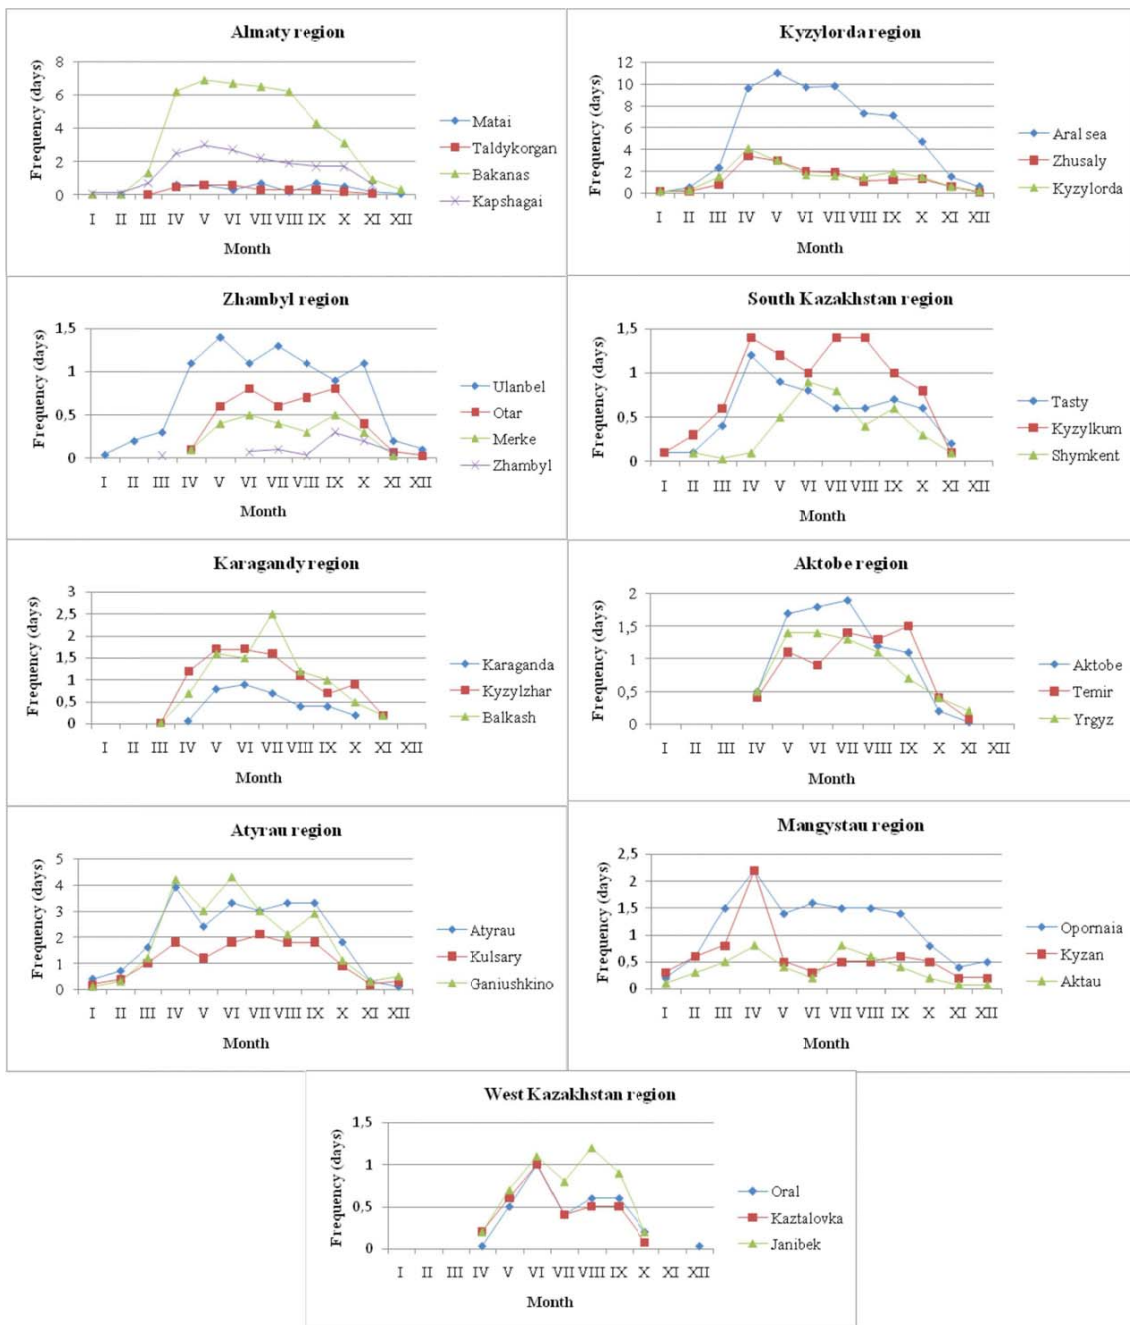 Almaty region
Frequency (days)
8
6
4
2
0
I II III IV V VI VII VIII IX X XI XII
Month
Matai
Taldykorgan
Bakanas
Kapshagai
Kyzylorda region
Frequency (days)
12
10
8
6
4
2
0
I II III IV V VI VII VIII IX X XI XII
Month
Aral sea
Zhusaly
Kyzylorda
Zhambyl region
Frequency (days)
1,5
1
0,5
0
I II III IV V VI VII VIII IX X XI XII
Month
Ulanbel
Otar
Merke
Zhambyl
South Kazakhstan region
Frequency (days)
1,5
1
0,5
0
I II III IV V VI VII VIII IX X XI XII
Month
Tasty
Kyzylkum
Shymkent
Karagandy region
Frequency (days)
3
2,5
2
1,5
1
0,5
0
I II III IV V VI VII VIII IX X XI XII
Month
Karaganda
Kyzylzhar
Balkash
Aktobe region
Frequency (days)
2
1,5
1
0,5
0
I II III IV V VI VII VIII IX X XI XII
Month
Aktobe
Temir
Yrgyz
Atyrau region
Frequency (days)
5
4
3
2
1
0
I II III IV V VI VII VIII IX X XI XII
Month
Atyrau
Kulsary
Ganiushkino
Mangystau region
Frequency (days)
2,5
2
1,5
1
0,5
0
I II III IV V VI VII VIII IX X XI XII
Month
Opornaia
Kyzan
Aktau
West Kazakhstan region
Frequency (days)
1,5
1
0,5
0
I II III IV V VI VII VIII IX X XI XII
Month
Oral
Kaztalovka
Janibek